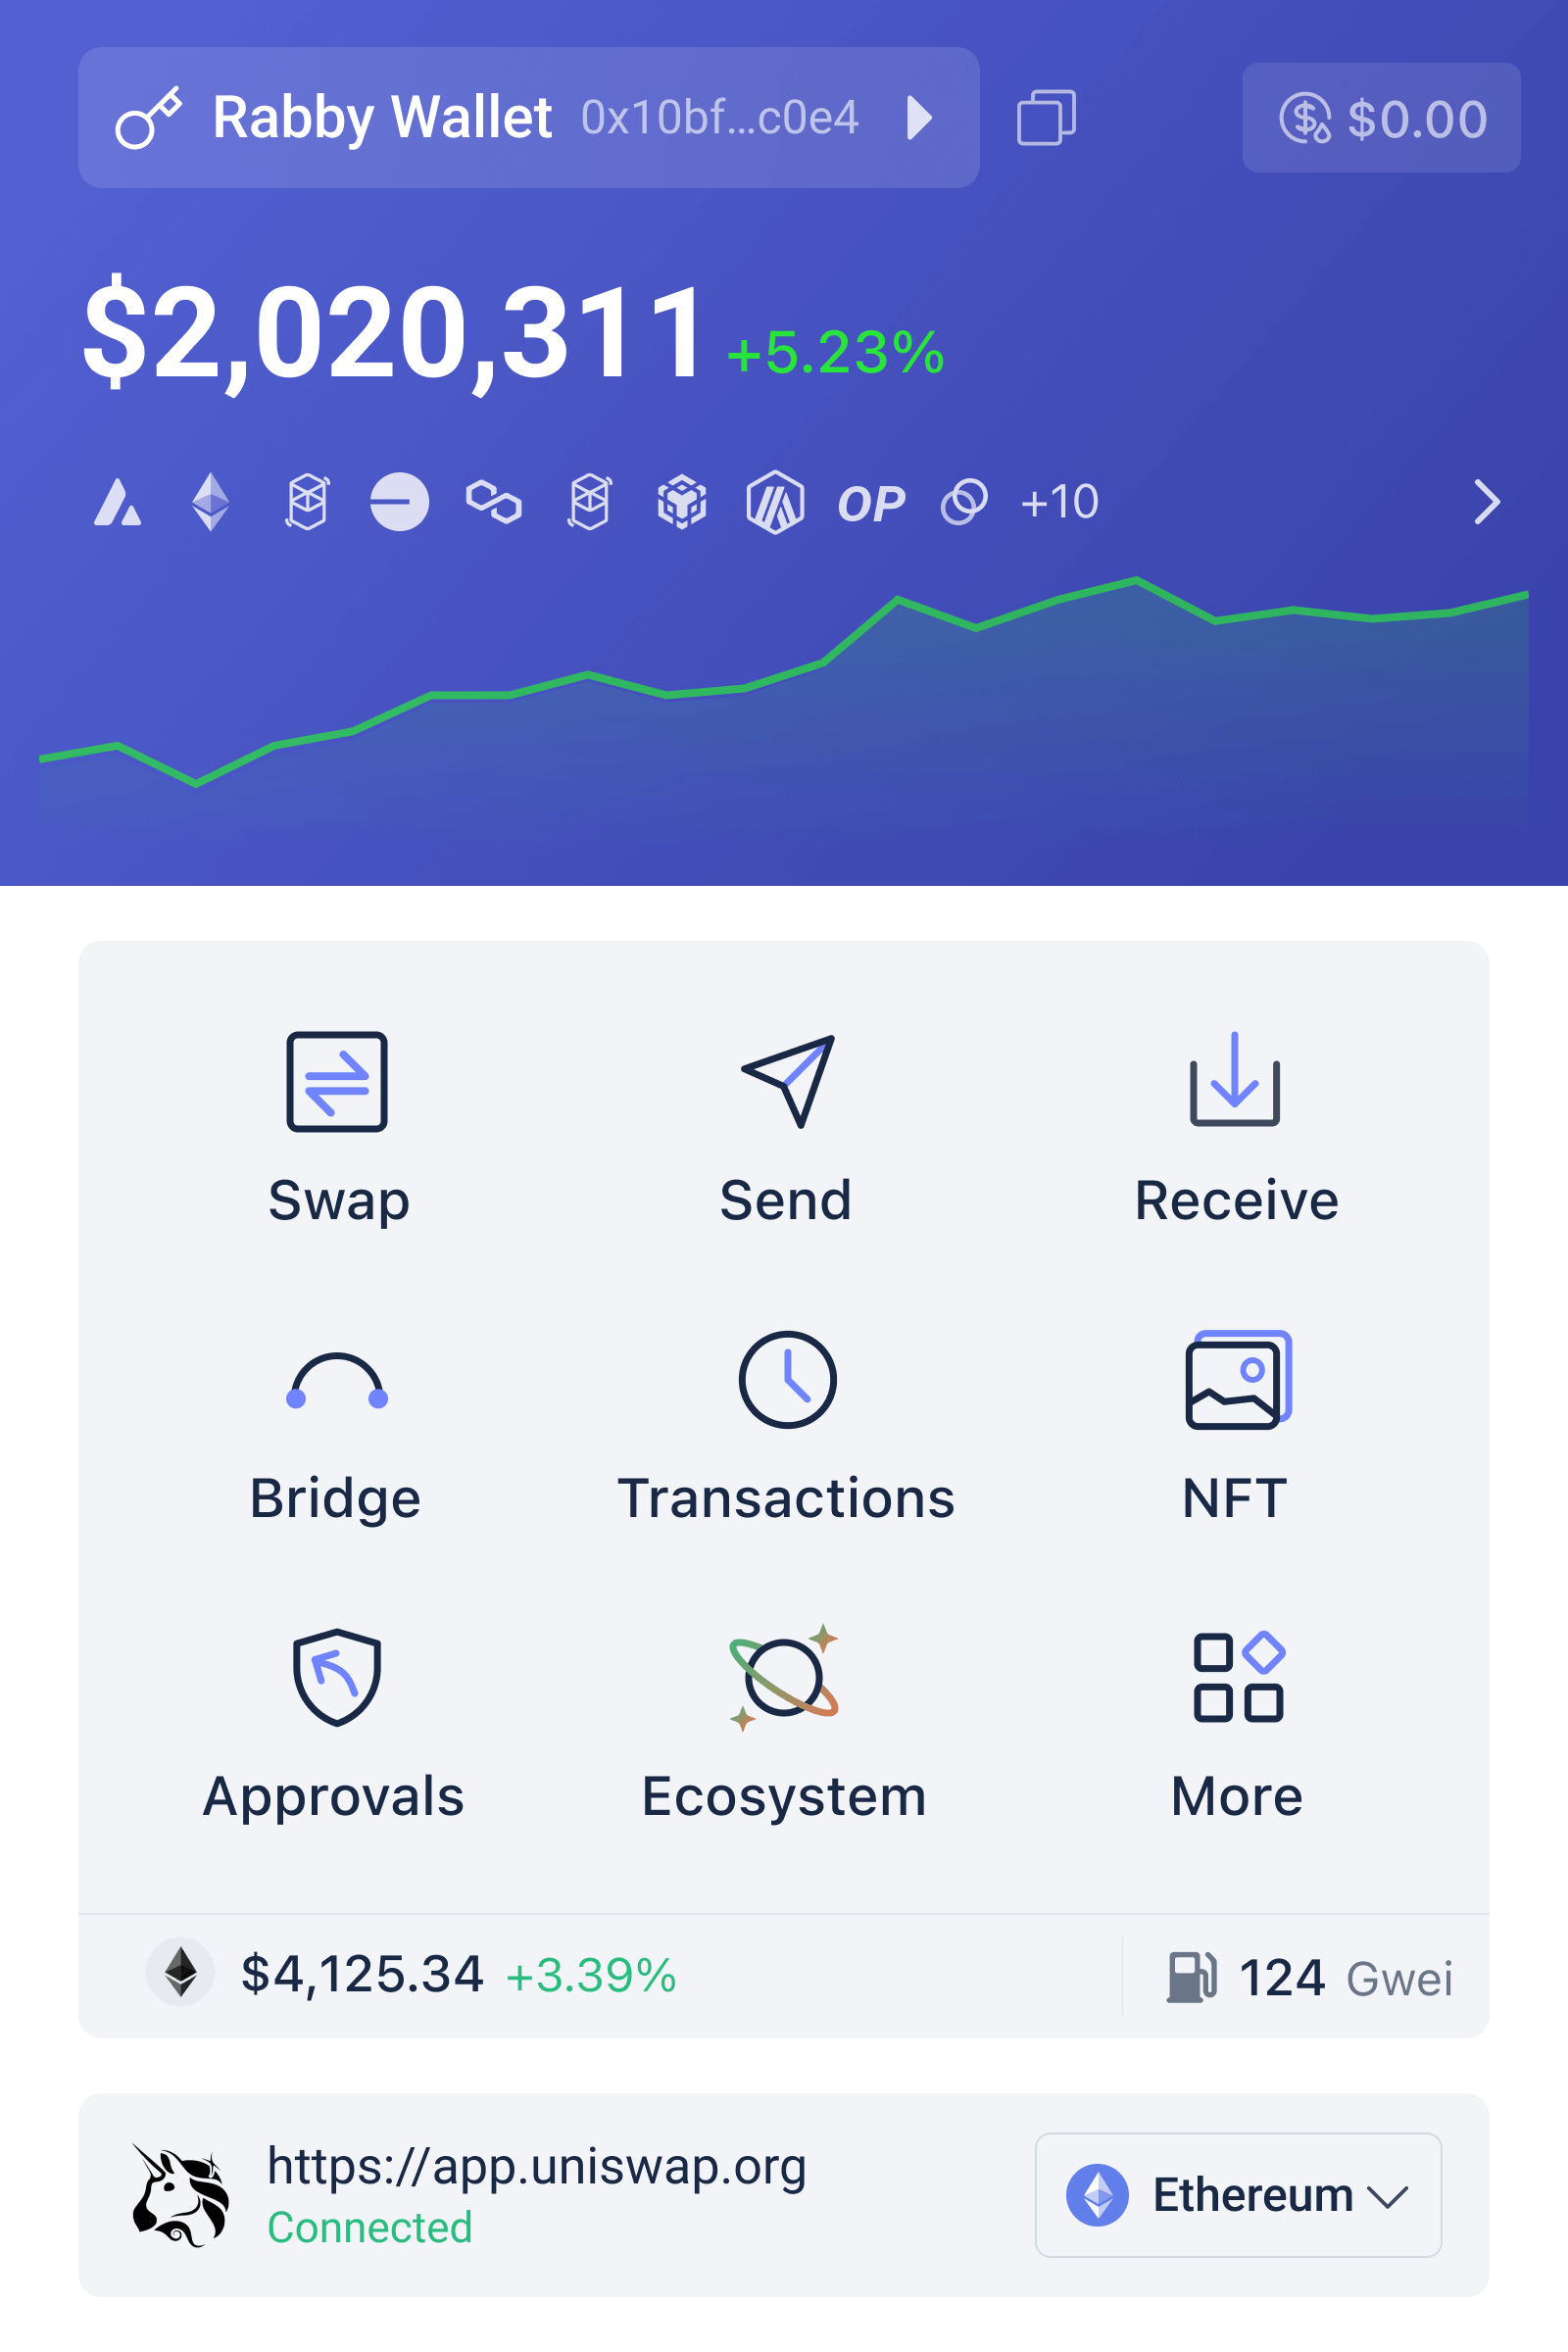 Rabby Wallet 0x10bf...c0e4 $0.00
$2,020,311 +5.23%
OP +10
Swap Send Receive
Bridge Transactions NFT
Approvals Ecosystem More
$4,125.34 +3.39% 124 Gwei
https://app.uniswap.org
Connected
Ethereum